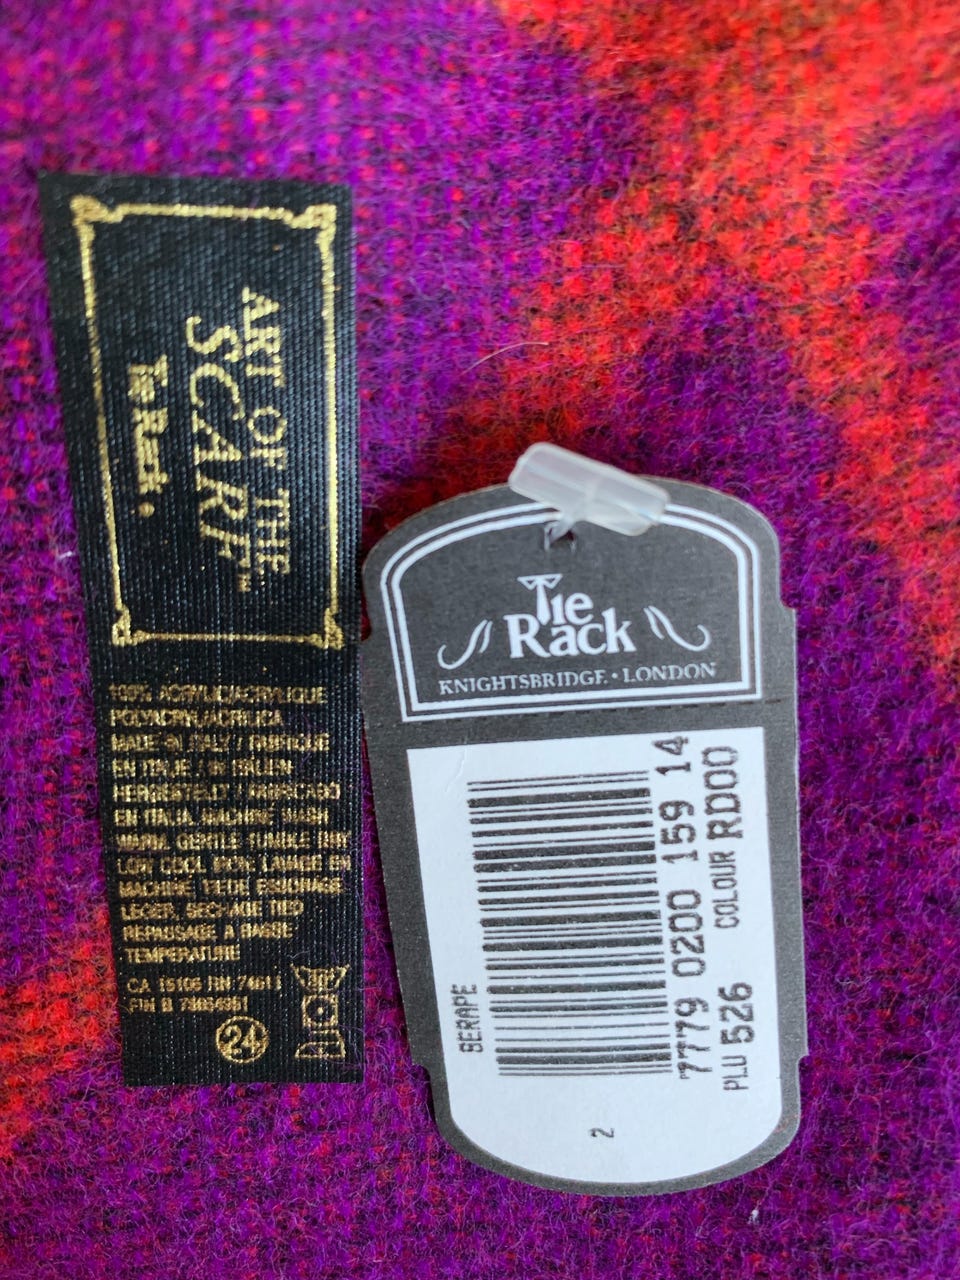 ART OF THE
SCARF™
Tie Rack.
100% ACRYLIC/ACRYLIQUE
POLYACRYL/ACRILICA
MADE IN ITALY / FABRIQUE
EN ITALIE / IN ITALIEN
HERGESTELLT / FABRICADO
EN ITALIA MACHINE WASH
WARM, GENTLE TUMBLE DRY
LOW COOL IRON LAVAGE EN
MACHINE, TIEDE ESSORAGE
LEGER, SECHAGE TIED
REPASSAGE A BASSE
TEMPERATURE
CA 15106 RN 74811
24
Tie
Rack
KNIGHTSBRIDGE • LONDON
SERAPE
7779 0200 159 14
PLU 526 COLOUR RD00
2